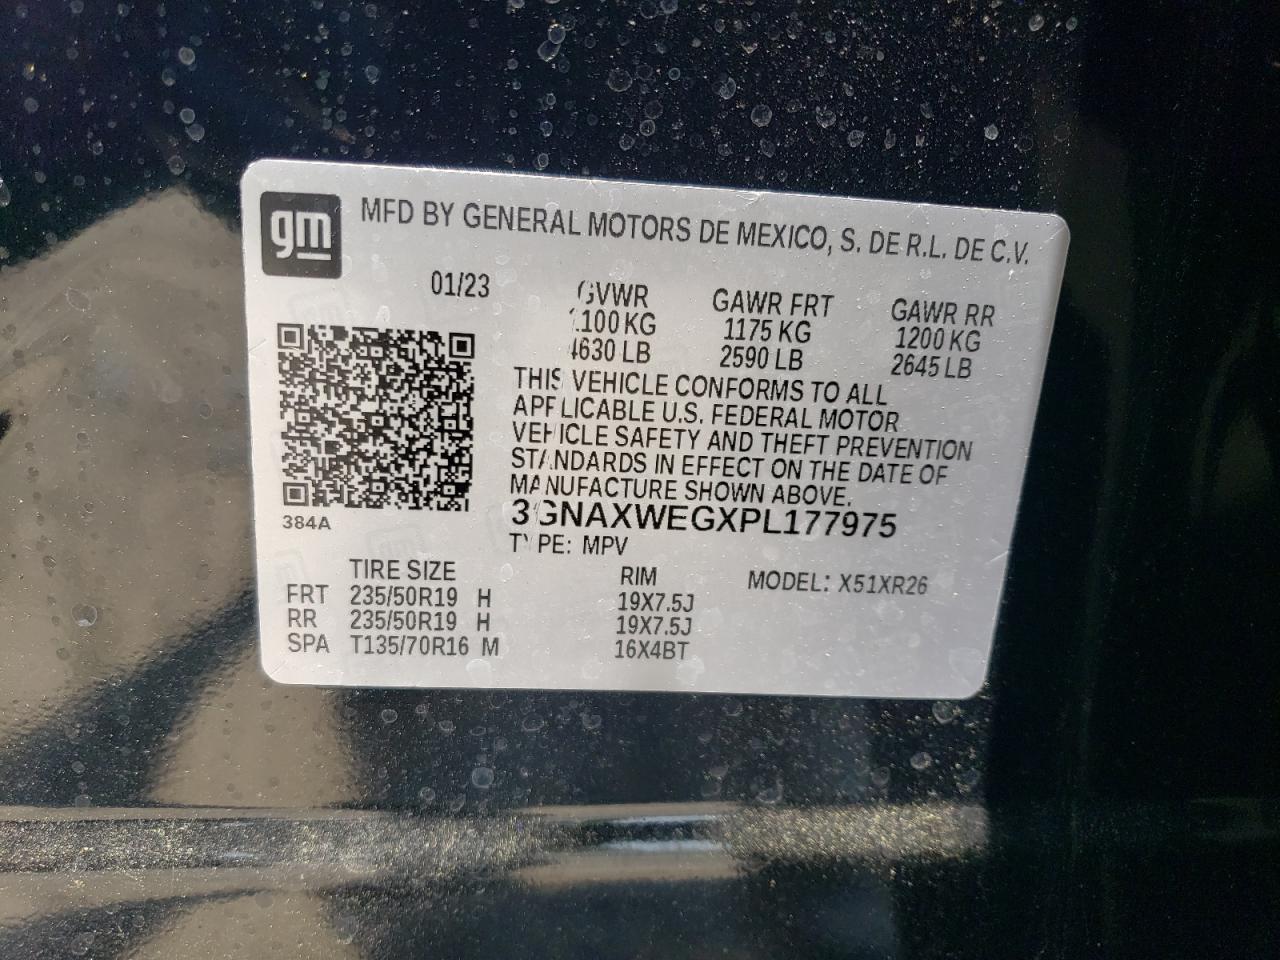 gm
MFD BY GENERAL MOTORS DE MEXICO, S. DE R.L. DE C.V.
01/23
GVWR GAWR FRT GAWR RR
2100 KG 1175 KG 1200 KG
4630 LB 2590 LB 2645 LB
THIS VEHICLE CONFORMS TO ALL
APPLICABLE U.S. FEDERAL MOTOR
VEHICLE SAFETY AND THEFT PREVENTION
STANDARDS IN EFFECT ON THE DATE OF
MANUFACTURE SHOWN ABOVE.
384A
3GNAXWEGXPL177975
TYPE: MPV
TIRE SIZE RIM MODEL: X51XR26
FRT 235/50R19 H 19X7.5J
RR 235/50R19 H 19X7.5J
SPA T135/70R16 M 16X4BT